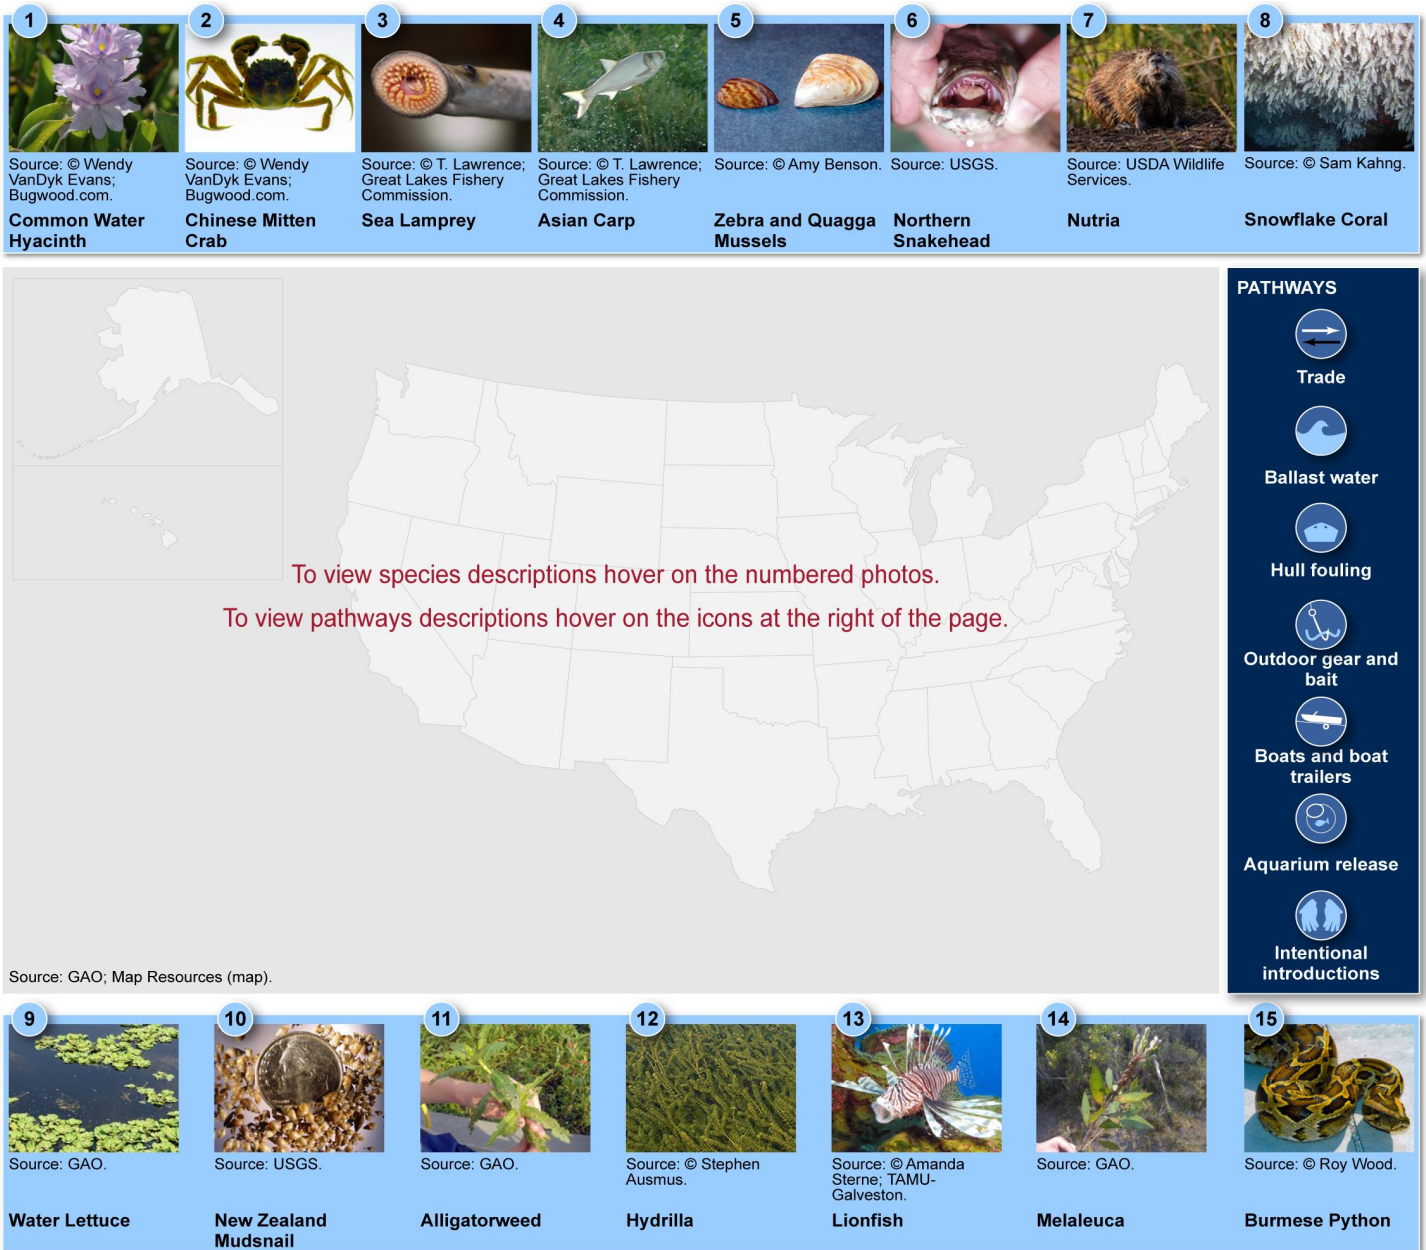 1
2
3
4
5
6
7
8
Source: © Wendy
VanDyk Evans;
Bugwood.com.
Common Water
Hyacinth
Source: © Wendy
VanDyk Evans;
Bugwood.com.
Chinese Mitten
Crab
Source: © T. Lawrence;
Great Lakes Fishery
Commission.
Sea Lamprey
Source: © T. Lawrence;
Great Lakes Fishery
Commission.
Asian Carp
Source: © Amy Benson.
Zebra and Quagga
Mussels
Source: USGS.
Northern
Snakehead
Source: USDA Wildlife
Services.
Nutria
Source: © Sam Kahng.
Snowflake Coral
To view species descriptions hover on the numbered photos.
To view pathways descriptions hover on the icons at the right of the page.
Source: GAO; Map Resources (map).
PATHWAYS
Trade
Ballast water
Hull fouling
Outdoor gear and
bait
Boats and boat
trailers
Aquarium release
Intentional
introductions
9
10
11
12
13
14
15
Source: GAO.
Water Lettuce
Source: USGS.
New Zealand
Mudsnail
Source: GAO.
Alligatorweed
Source: © Stephen
Ausmus.
Hydrilla
Source: © Amanda
Sterne; TAMU-
Galveston.
Lionfish
Source: GAO.
Melaleuca
Source: © Roy Wood.
Burmese Python